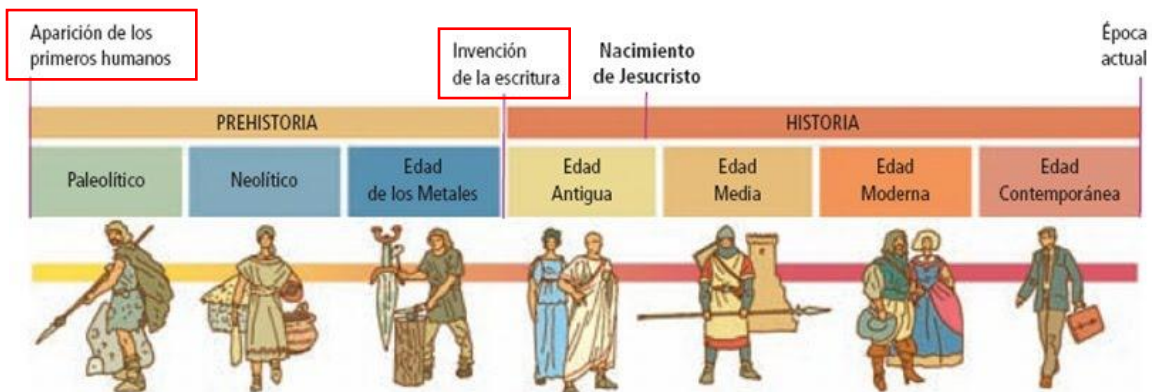 Aparición de los
primeros humanos
Invención
de la escritura
Nacimiento
de Jesucristo
Época
actual
PREHISTORIA
HISTORIA
Paleolítico
Neolítico
Edad
de los Metales
Edad
Antigua
Edad
Media
Edad
Moderna
Edad
Contemporánea